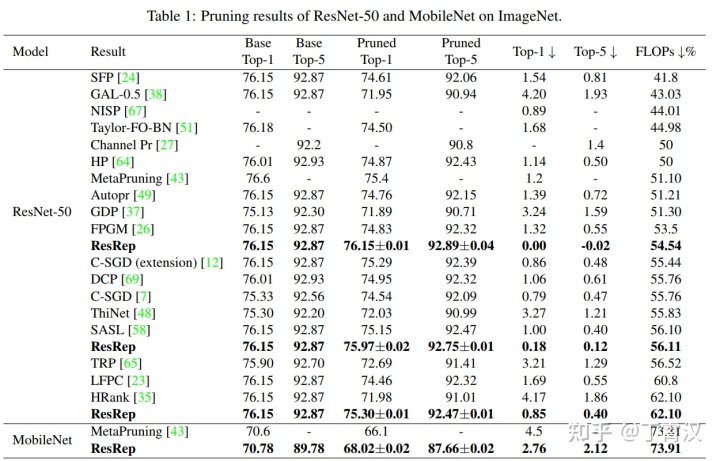 Table 1: Pruning results of ResNet-50 and MobileNet on ImageNet.
Model Result Base Top-1 Base Top-5 Pruned Top-1 Pruned Top-5 Top-1 ↓ Top-5 ↓ FLOPs ↓%
ResNet-50
SFP [24] 76.15 92.87 74.61 92.06 1.54 0.81 41.8
GAL-0.5 [38] 76.15 92.87 71.95 90.94 4.20 1.93 43.03
NISP [67] - - - - 0.89 - 44.01
Taylor-FO-BN [51] 76.18 - 74.50 - 1.68 - 44.98
Channel Pr [27] - 92.2 - 90.8 - 1.4 50
HP [64] 76.01 92.93 74.87 92.43 1.14 0.50 50
MetaPruning [43] 76.6 - 75.4 - 1.2 - 51.10
Autopr [49] 76.15 92.87 74.76 92.15 1.39 0.72 51.21
GDP [37] 75.13 92.30 71.89 90.71 3.24 1.59 51.30
FPGM [26] 76.15 92.87 74.83 92.32 1.32 0.55 53.5
ResRep 76.15 92.87 76.15±0.01 92.89±0.04 0.00 -0.02 54.54
C-SGD (extension) [12] 76.15 92.87 75.29 92.39 0.86 0.48 55.44
DCP [69] 76.01 92.93 74.95 92.32 1.06 0.61 55.76
C-SGD [7] 75.33 92.56 74.54 92.09 0.79 0.47 55.76
ThiNet [48] 75.30 92.20 72.03 90.99 3.27 1.21 55.83
SASL [58] 76.15 92.87 75.15 92.47 1.00 0.40 56.10
ResRep 76.15 92.87 75.97±0.02 92.75±0.01 0.18 0.12 56.11
TRP [65] 75.90 92.70 72.69 91.41 3.21 1.29 56.52
LFPC [23] 76.15 92.87 74.46 92.32 1.69 0.55 60.8
HRank [35] 76.15 92.87 71.98 91.01 4.17 1.86 62.10
ResRep 76.15 92.87 75.30±0.01 92.47±0.01 0.85 0.40 62.10
MobileNet
MetaPruning [43] 70.6 - 66.1 - 4.5 - 73.81
ResRep 70.78 89.78 68.02±0.02 87.66±0.02 2.76 2.12 73.91
知乎 @丁霄汉